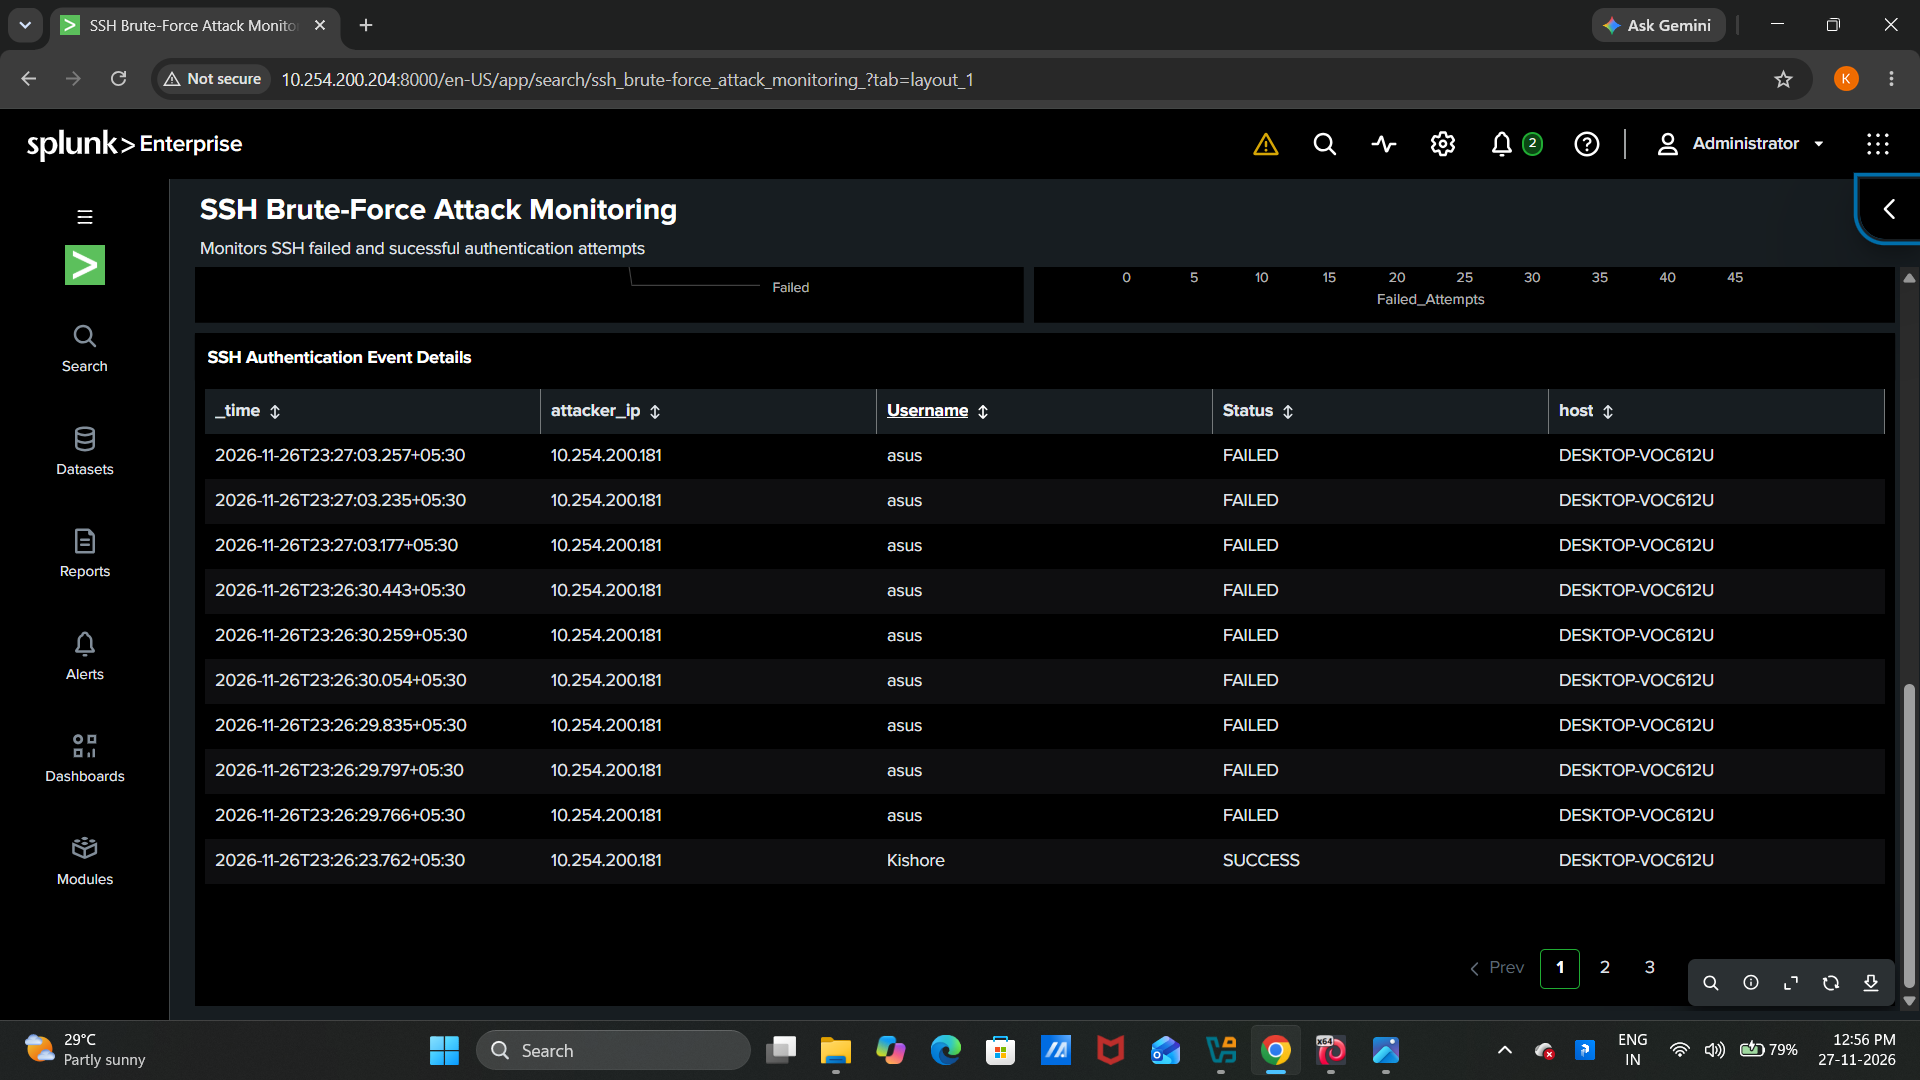 SSH Brute-Force Attack Monitor
Ask Gemini
Not secure
10.254.200.204:8000/en-US/app/search/ssh_brute-force_attack_monitoring_?tab=layout_1
K
splunk>Enterprise
2
Administrator
SSH Brute-Force Attack Monitoring
Monitors SSH failed and sucessful authentication attempts
Search
Datasets
Reports
Alerts
Dashboards
Modules
Failed
0 5 10 15 20 25 30 35 40 45
Failed_Attempts
SSH Authentication Event Details
_time attacker_ip Username Status host
2026-11-26T23:27:03.257+05:30 10.254.200.181 asus FAILED DESKTOP-VOC612U
2026-11-26T23:27:03.235+05:30 10.254.200.181 asus FAILED DESKTOP-VOC612U
2026-11-26T23:27:03.177+05:30 10.254.200.181 asus FAILED DESKTOP-VOC612U
2026-11-26T23:26:30.443+05:30 10.254.200.181 asus FAILED DESKTOP-VOC612U
2026-11-26T23:26:30.259+05:30 10.254.200.181 asus FAILED DESKTOP-VOC612U
2026-11-26T23:26:30.054+05:30 10.254.200.181 asus FAILED DESKTOP-VOC612U
2026-11-26T23:26:29.835+05:30 10.254.200.181 asus FAILED DESKTOP-VOC612U
2026-11-26T23:26:29.797+05:30 10.254.200.181 asus FAILED DESKTOP-VOC612U
2026-11-26T23:26:29.766+05:30 10.254.200.181 asus FAILED DESKTOP-VOC612U
2026-11-26T23:26:23.762+05:30 10.254.200.181 Kishore SUCCESS DESKTOP-VOC612U
Prev 1 2 3
29°C
Partly sunny
Search
x64
ENG
IN
79%
12:56 PM
27-11-2026